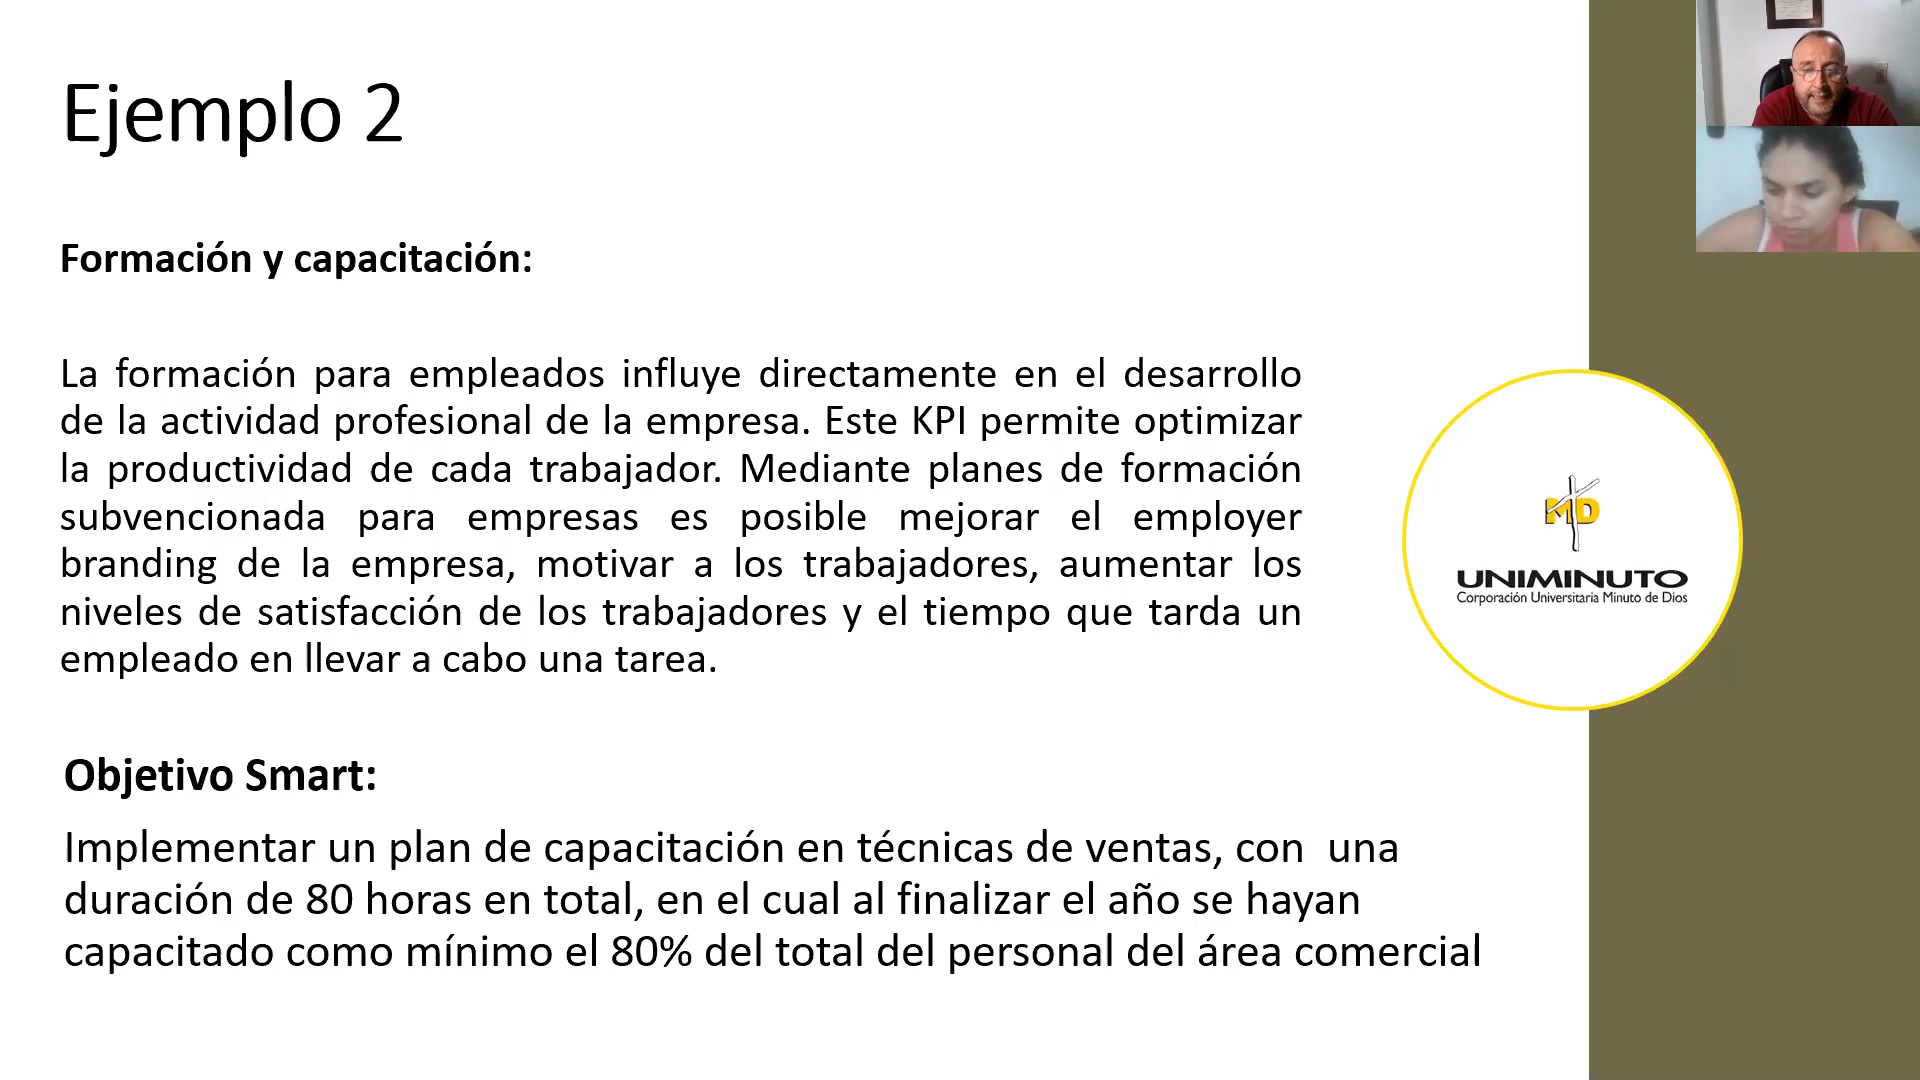 Ejemplo 2
Formación y capacitación:
La formación para empleados influye directamente en el desarrollo
de la actividad profesional de la empresa. Este KPI permite optimizar
la productividad de cada trabajador. Mediante planes de formación
subvencionada para empresas es posible mejorar el employer
branding de la empresa, motivar a los trabajadores, aumentar los
niveles de satisfacción de los trabajadores y el tiempo que tarda un
empleado en llevar a cabo una tarea.
Objetivo Smart:
Implementar un plan de capacitación en técnicas de ventas, con una
duración de 80 horas en total, en el cual al finalizar el año se hayan
capacitado como mínimo el 80% del total del personal del área comercial
MD
UNIMINUTO
Corporación Universitaria Minuto de Dios